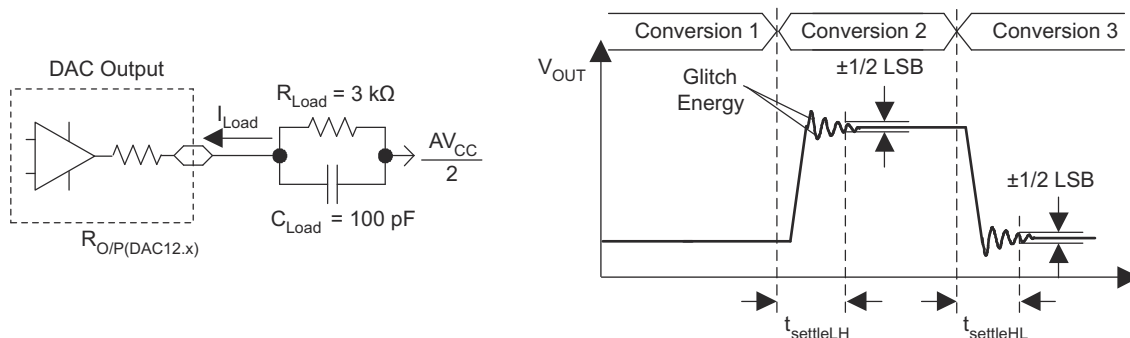 DAC Output
R_Load = 3 kΩ
I_Load
AV_CC
2
C_Load = 100 pF
R_O/P(DAC12.x)
Conversion 1
Conversion 2
Conversion 3
V_OUT
Glitch
Energy
±1/2 LSB
±1/2 LSB
t_settleLH
t_settleHL